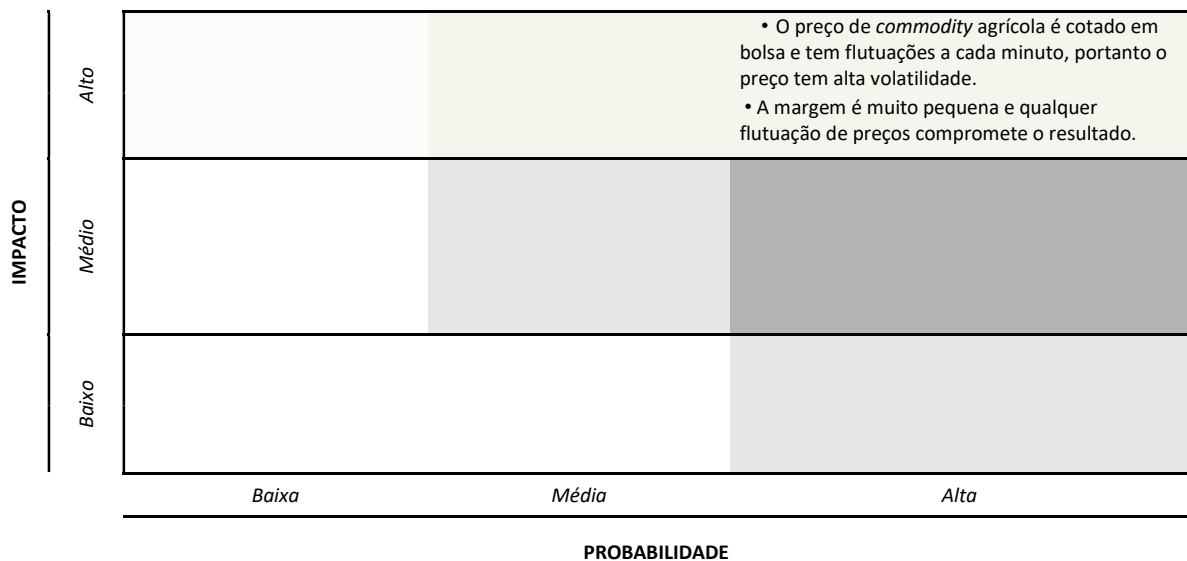 • O preço de commodity agrícola é cotado em
bolsa e tem flutuações a cada minuto, portanto o
preço tem alta volatilidade.
• A margem é muito pequena e qualquer
flutuação de preços compromete o resultado.
IMPACTO
Alto
Médio
Baixo
Baixa
Média
Alta
PROBABILIDADE